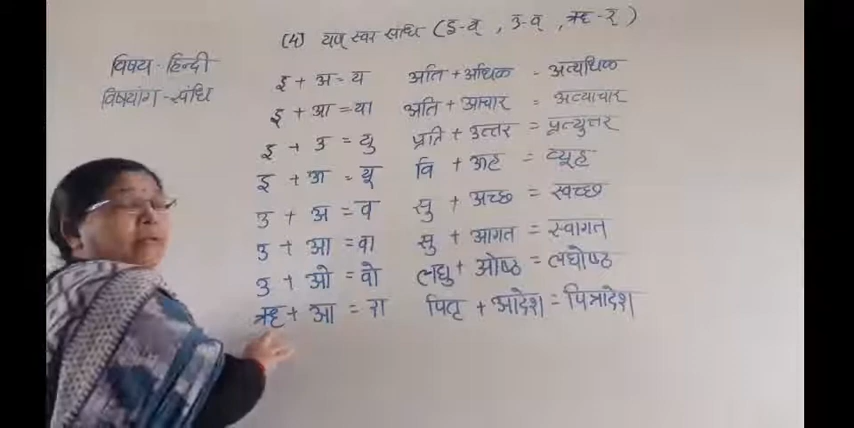 (4) यण् स्वर संधि (इ-य् , उ-व् , ऋ-र्)
विषय - हिन्दी
विषयांग - संधि
इ + अ = य अति + अधिक = अत्यधिक
इ + आ = या अति + आचार = अत्याचार
इ + उ = यु प्रति + उत्तर = प्रत्युत्तर
इ + अ = यू वि + ऊह = व्यूह
उ + अ = व सु + अच्छ = स्वच्छ
उ + आ = वा सु + आगत = स्वागत
उ + ओ = वो लघु + ओष्ठ = लघोष्ठ
ऋ + आ = रा पितृ + आदेश = पित्रादेश